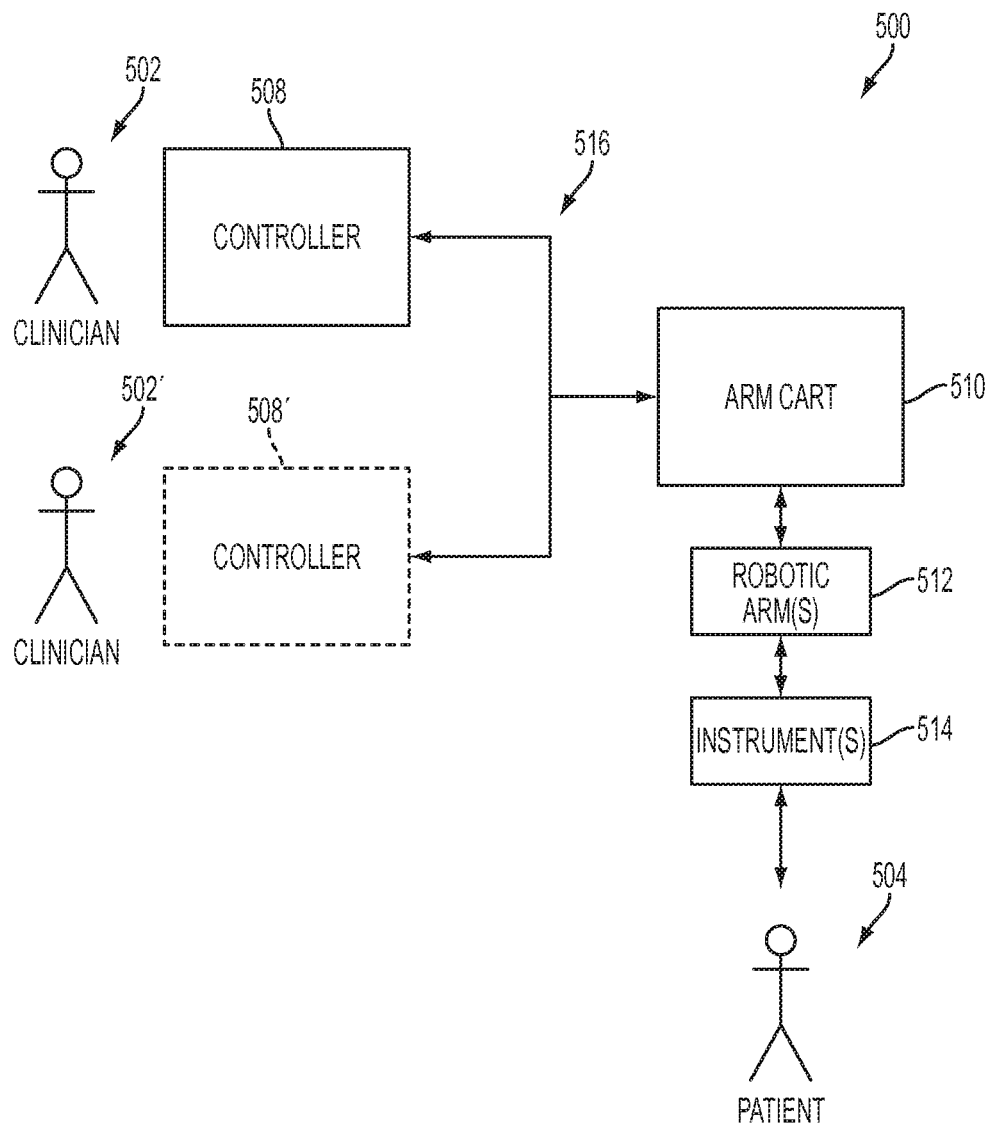 500
502
508
516
CONTROLLER
CLINICIAN
ARM CART
510
502′
508′
CONTROLLER
CLINICIAN
ROBOTIC
ARM(S)
512
INSTRUMENT(S)
514
504
PATIENT